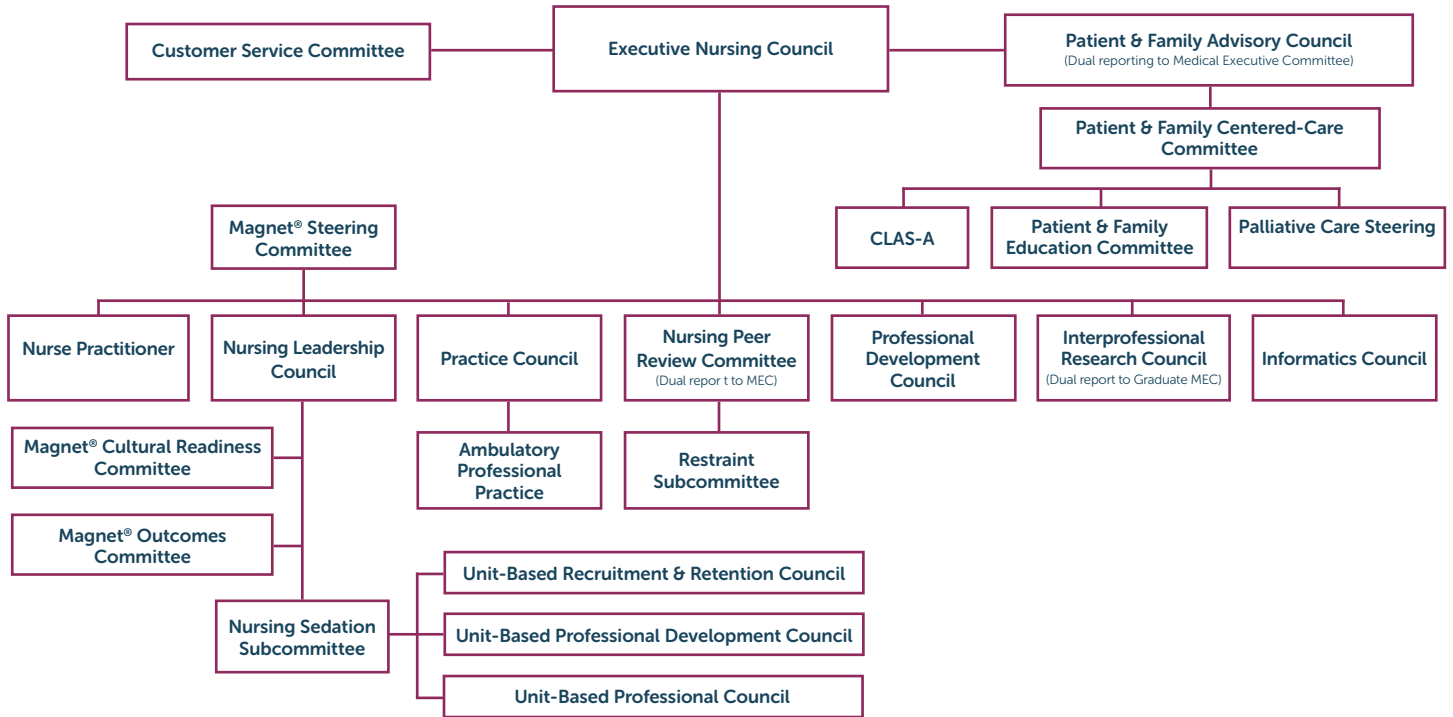 Customer Service Committee
Executive Nursing Council
Patient & Family Advisory Council
(Dual reporting to Medical Executive Committee)
Patient & Family Centered-Care
Committee
CLAS-A
Patient & Family
Education Committee
Palliative Care Steering
Magnet® Steering
Committee
Nurse Practitioner
Nursing Leadership
Council
Practice Council
Nursing Peer
Review Committee
(Dual repor t to MEC)
Professional
Development
Council
Interprofessional
Research Council
(Dual report to Graduate MEC)
Informatics Council
Magnet® Cultural Readiness
Committee
Ambulatory
Professional
Practice
Restraint
Subcommittee
Magnet® Outcomes
Committee
Nursing Sedation
Subcommittee
Unit-Based Recruitment & Retention Council
Unit-Based Professional Development Council
Unit-Based Professional Council